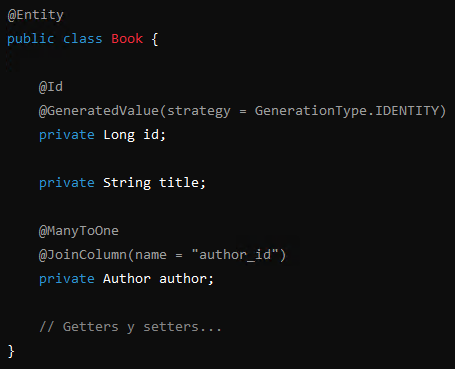 @Entity
public class Book {
@Id
@GeneratedValue(strategy = GenerationType.IDENTITY)
private Long id;
private String title;
@ManyToOne
@JoinColumn(name = "author_id")
private Author author;
// Getters y setters...
}